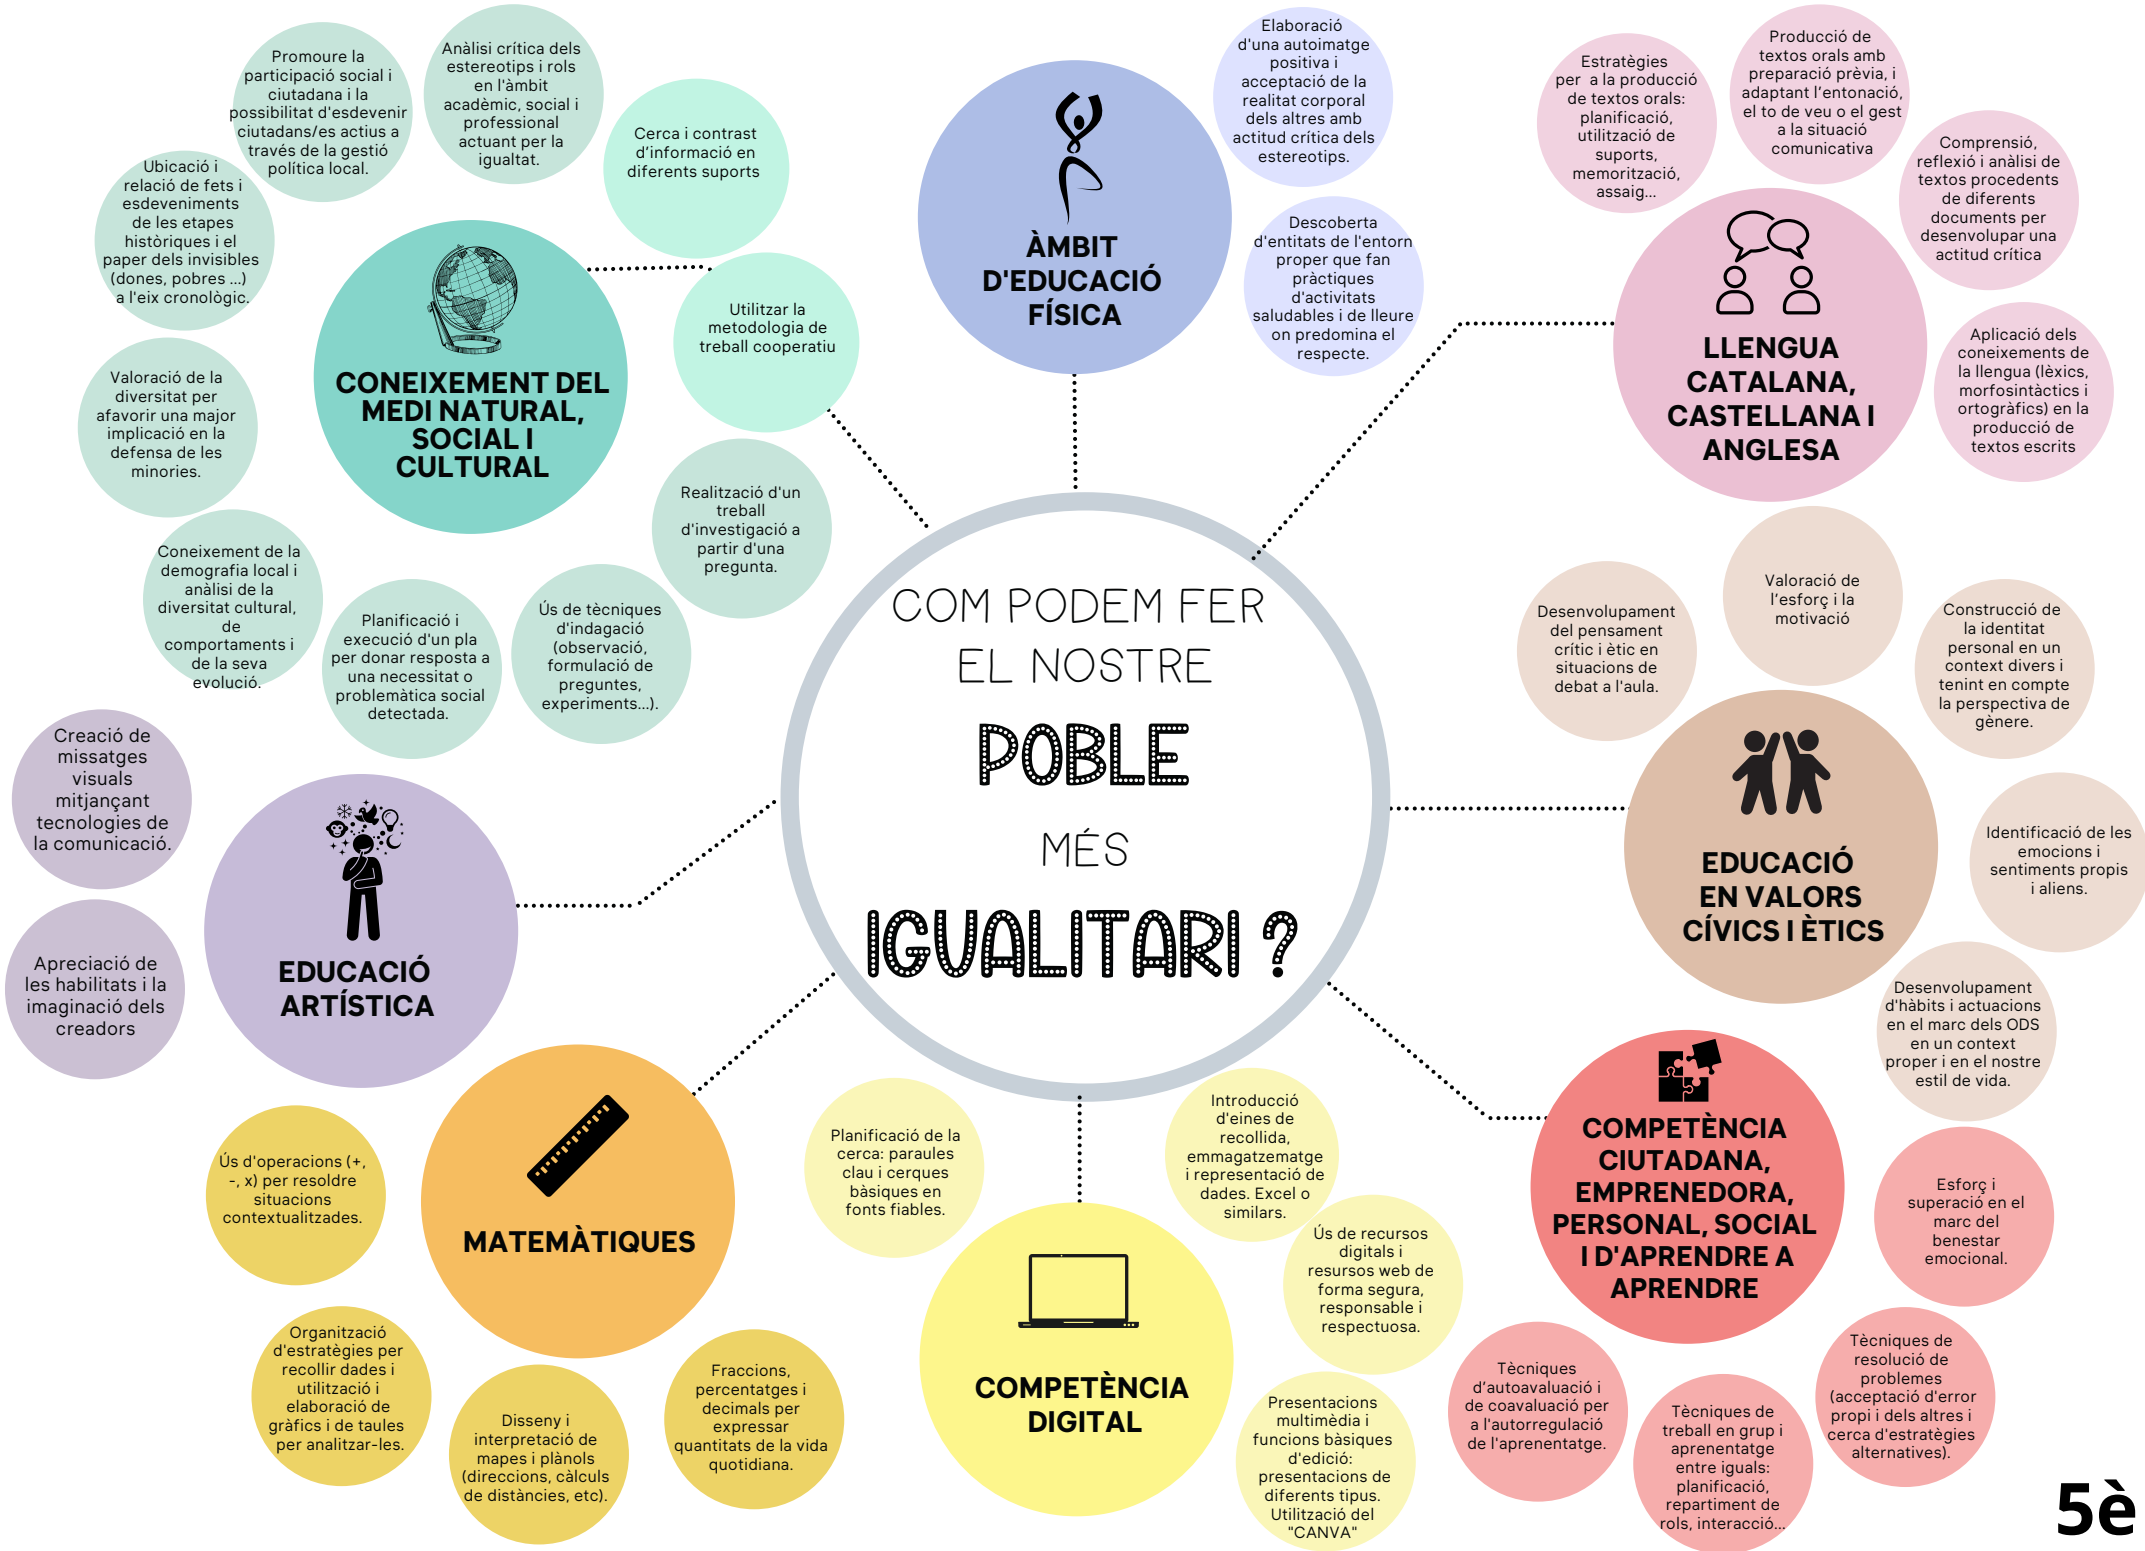 Promoure la
participació social i
ciutadana i la
possibilitat d'esdevenir
ciutadans/es actius a
través de la gestió
política local.
Anàlisi crítica dels
estereotips i rols
en l'àmbit
acadèmic, social i
professional
actuant per la
igualtat.
Cerca i contrast
d’informació en
diferents suports
Utilitzar la
metodologia de
treball cooperatiu
Ubicació i
relació de fets i
esdeveniments
de les etapes
històriques i el
paper dels invisibles
(dones, pobres ...)
a l'eix cronològic.
CONEIXEMENT DEL
MEDI NATURAL,
SOCIAL I
CULTURAL
Valoració de la
diversitat per
afavorir una major
implicació en la
defensa de les
minories.
Coneixement de la
demografia local i
anàlisi de la
diversitat cultural,
de
comportaments i
de la seva
evolució.
Planificació i
execució d'un pla
per donar resposta a
una necessitat o
problemàtica social
detectada.
Ús de tècniques
d'indagació
(observació,
formulació de
preguntes,
experiments...).
Realització d'un
treball
d'investigació a
partir d'una
pregunta.
ÀMBIT
D'EDUCACIÓ
FÍSICA
Elaboració
d'una autoimatge
positiva i
acceptació de la
realitat corporal
dels altres amb
actitud crítica dels
estereotips.
Descoberta
d'entitats de l'entorn
proper que fan
pràctiques
d'activitats
saludables i de lleure
on predomina el
respecte.
Estratègies
per a la producció
de textos orals:
planificació,
utilització de
suports,
memorització,
assaig...
Producció de
textos orals amb
preparació prèvia, i
adaptant l’entonació,
el to de veu o el gest
a la situació
comunicativa
Comprensió,
reflexió i anàlisi de
textos procedents
de diferents
documents per
desenvolupar una
actitud crítica
Aplicació dels
coneixements de
la llengua (lèxics,
morfosintàctics i
ortogràfics) en la
producció de
textos escrits
LLENGUA
CATALANA,
CASTELLANA I
ANGLESA
COM PODEM FER
EL NOSTRE
POBLE
MÉS
IGUALITARI ?
Desenvolupament
del pensament
crític i ètic en
situacions de
debat a l'aula.
Valoració de
l’esforç i la
motivació
Construcció de
la identitat
personal en un
context divers i
tenint en compte
la perspectiva de
gènere.
Identificació de les
emocions i
sentiments propis
i aliens.
Desenvolupament
d'hàbits i actuacions
en el marc dels ODS
en un context
proper i en el nostre
estil de vida.
EDUCACIÓ
EN VALORS
CÍVICS I ÈTICS
Creació de
missatges
visuals
mitjançant
tecnologies de
la comunicació.
Apreciació de
les habilitats i la
imaginació dels
creadors
EDUCACIÓ
ARTÍSTICA
MATEMÀTIQUES
Ús d'operacions (+,
-, x) per resoldre
situacions
contextualitzades.
Organització
d'estratègies per
recollir dades i
utilització i
elaboració de
gràfics i de taules
per analitzar-les.
Disseny i
interpretació de
mapes i plànols
(direccions, càlculs
de distàncies, etc).
Fraccions,
percentatges i
decimals per
expressar
quantitats de la vida
quotidiana.
Planificació de la
cerca: paraules
clau i cerques
bàsiques en
fonts fiables.
Introducció
d'eines de
recollida,
emmagatzematge
i representació de
dades. Excel o
similars.
Ús de recursos
digitals i
resursos web de
forma segura,
responsable i
respectuosa.
Presentacions
multimèdia i
funcions bàsiques
d'edició:
presentacions de
diferents tipus.
Utilització del
"CANVA"
COMPETÈNCIA
DIGITAL
COMPETÈNCIA
CIUTADANA,
EMPRENEDORA,
PERSONAL, SOCIAL
I D'APRENDRE A
APRENDRE
Esforç i
superació en el
marc del
benestar
emocional.
Tècniques de
resolució de
problemes
(acceptació d'error
propi i dels altres i
cerca d'estratègies
alternatives).
Tècniques de
treball en grup i
aprenentatge
entre iguals:
planificació,
repartiment de
rols, interacció...
Tècniques
d’autoavaluació i
de coavaluació per
a l'autorregulació
de l'aprenentatge.
5è